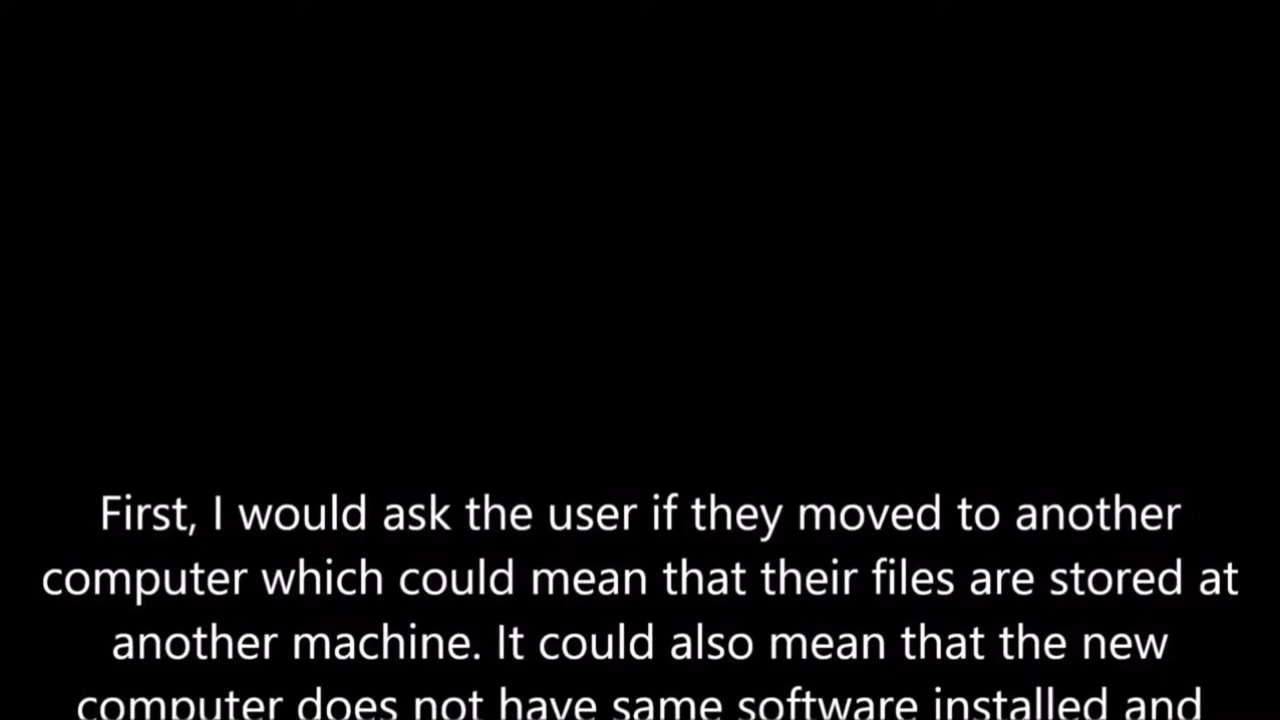 First, I would ask the user if they moved to another
computer which could mean that their files are stored at
another machine. It could also mean that the new
computer does not have same software installed and